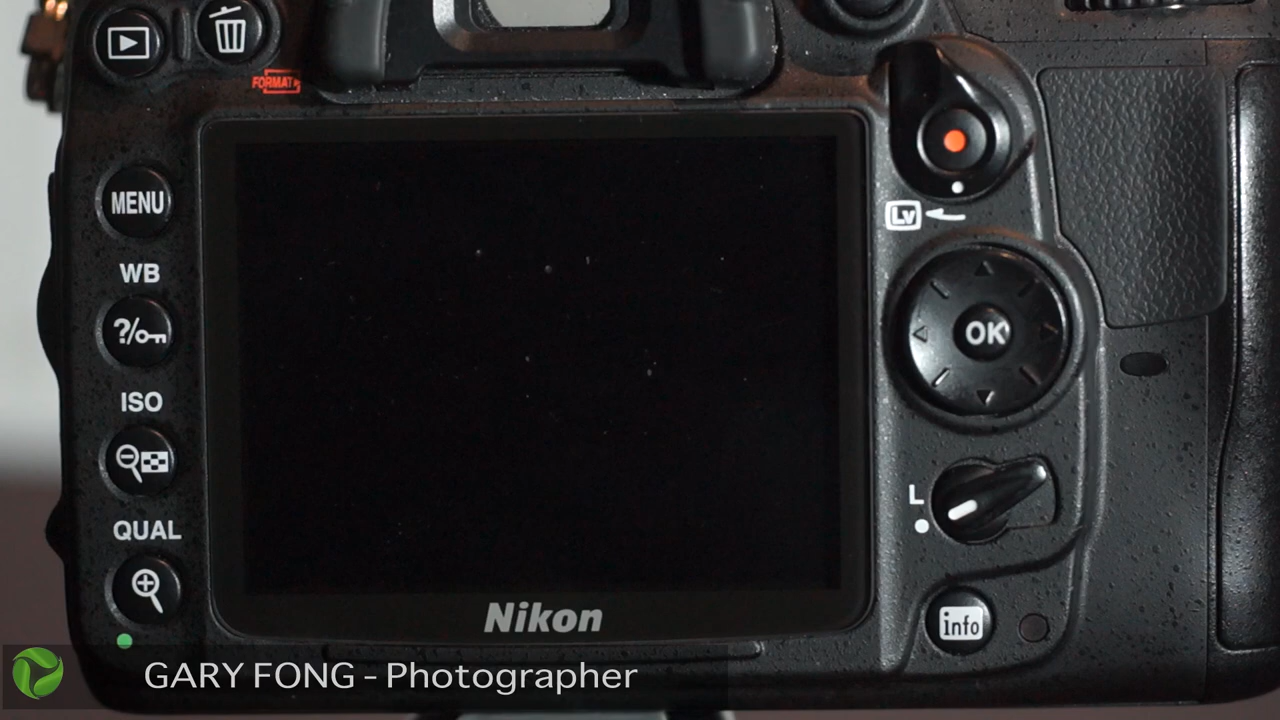 FORMAT
MENU
Lv
WB
?/
OK
ISO
L
QUAL
Nikon
info
GARY FONG - Photographer